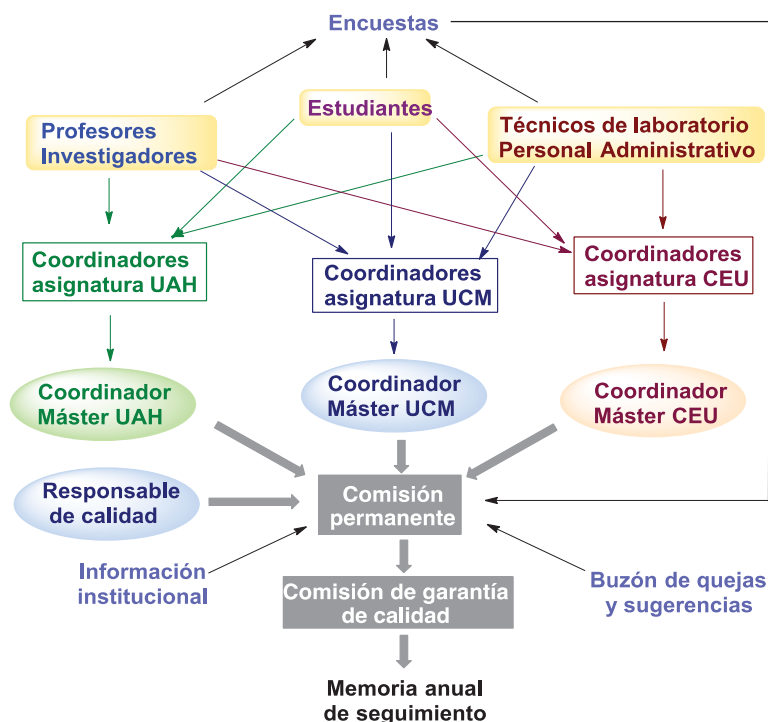 Encuestas
Estudiantes
Profesores
Investigadores
Técnicos de laboratorio
Personal Administrativo
Coordinadores
asignatura UAH
Coordinadores
asignatura UCM
Coordinadores
asignatura CEU
Coordinador
Máster UAH
Coordinador
Máster UCM
Coordinador
Máster CEU
Responsable
de calidad
Comisión
permanente
Información
institucional
Buzón de quejas
y sugerencias
Comisión de garantía
de calidad
Memoria anual
de seguimiento